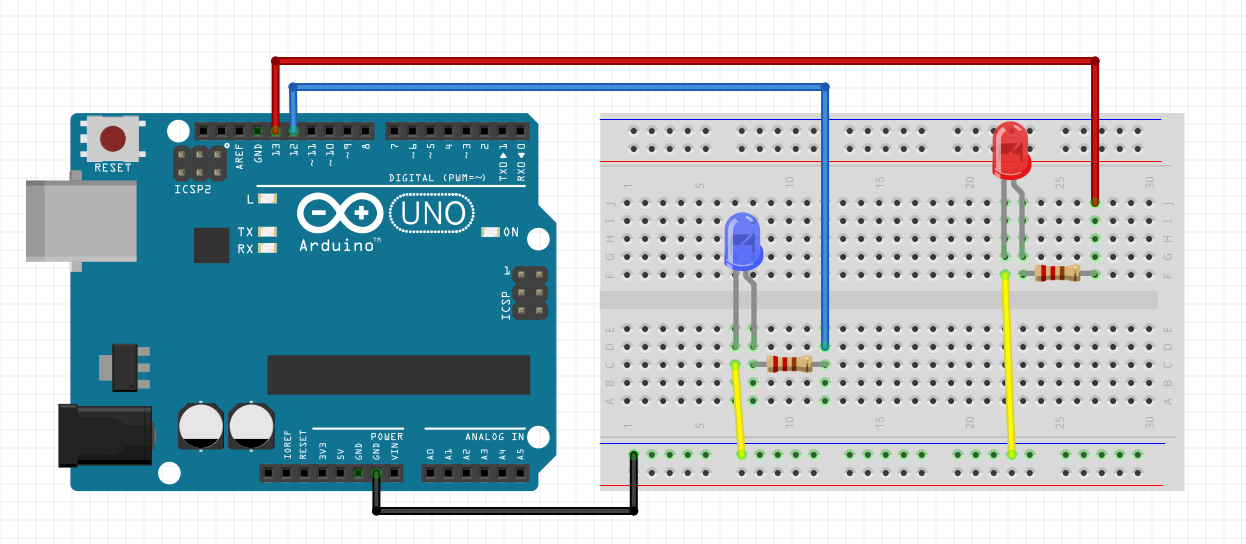 RESET
ICSP2
AREF
GND
13
12
~11
~10
~9
8
7
~6
~5
4
~3
2
TX0▶1
RX0◀0
DIGITAL (PWM=~)
L
TX
RX
UNO
Arduino™
ON
1
ICSP
POWER
ANALOG IN
IOREF
RESET
3V3
5V
GND
GND
VIN
A0
A1
A2
A3
A4
A5
1 5 10 15 20 25 30
J J
I I
H H
G G
F F
E E
D D
C C
B B
A A
1 5 10 15 20 25 30